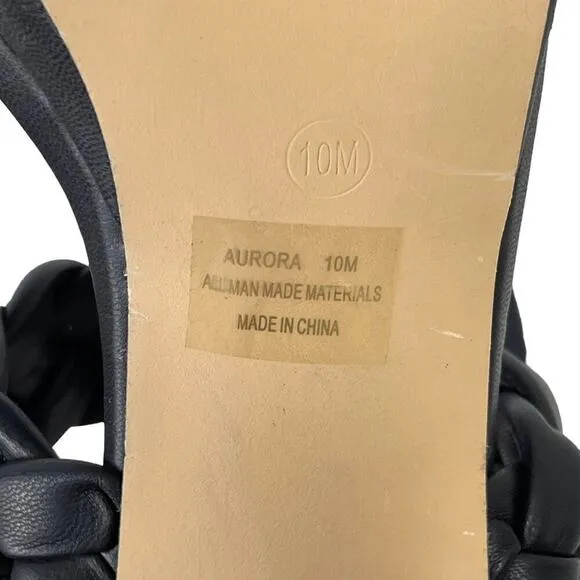 10M
AURORA 10M
ALL MAN MADE MATERIALS
MADE IN CHINA